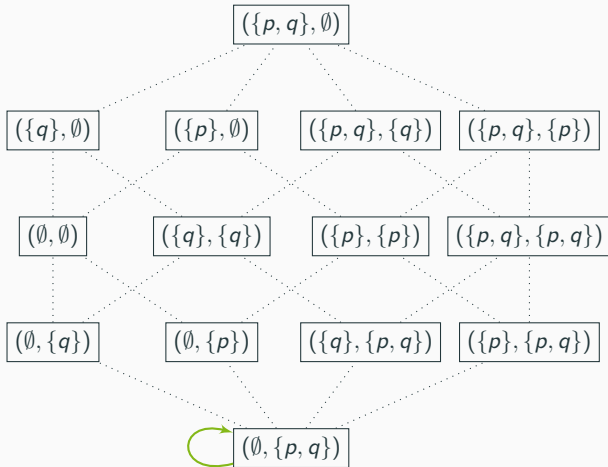 ({p, q}, ∅)
({q}, ∅) ({p}, ∅) ({p, q}, {q}) ({p, q}, {p})
(∅, ∅) ({q}, {q}) ({p}, {p}) ({p, q}, {p, q})
(∅, {q}) (∅, {p}) ({q}, {p, q}) ({p}, {p, q})
(∅, {p, q})